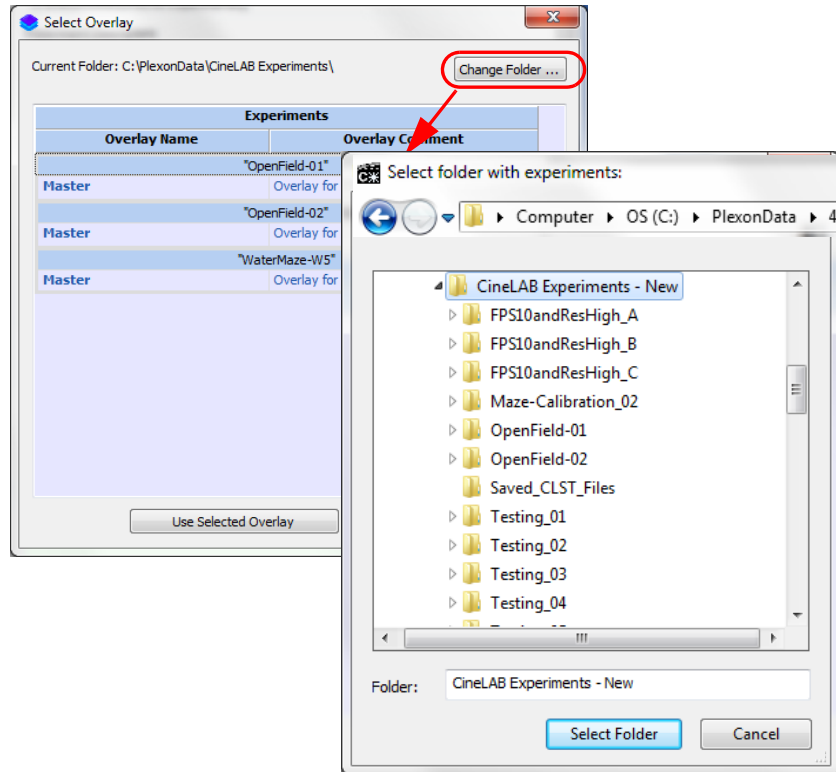 Select Overlay
Current Folder: C:\PlexonData\CineLAB Experiments\
Change Folder ...
Experiments
Overlay Name Overlay Comment
"OpenField-01"
Master Overlay for
"OpenField-02"
Master Overlay for
"WaterMaze-W5"
Master Overlay for
Use Selected Overlay
Select folder with experiments:
Computer OS (C:) PlexonData 4
CineLAB Experiments - New
FPS10andResHigh_A
FPS10andResHigh_B
FPS10andResHigh_C
Maze-Calibration_02
OpenField-01
OpenField-02
Saved_CLST_Files
Testing_01
Testing_02
Testing_03
Testing_04
Folder: CineLAB Experiments - New
Select Folder Cancel